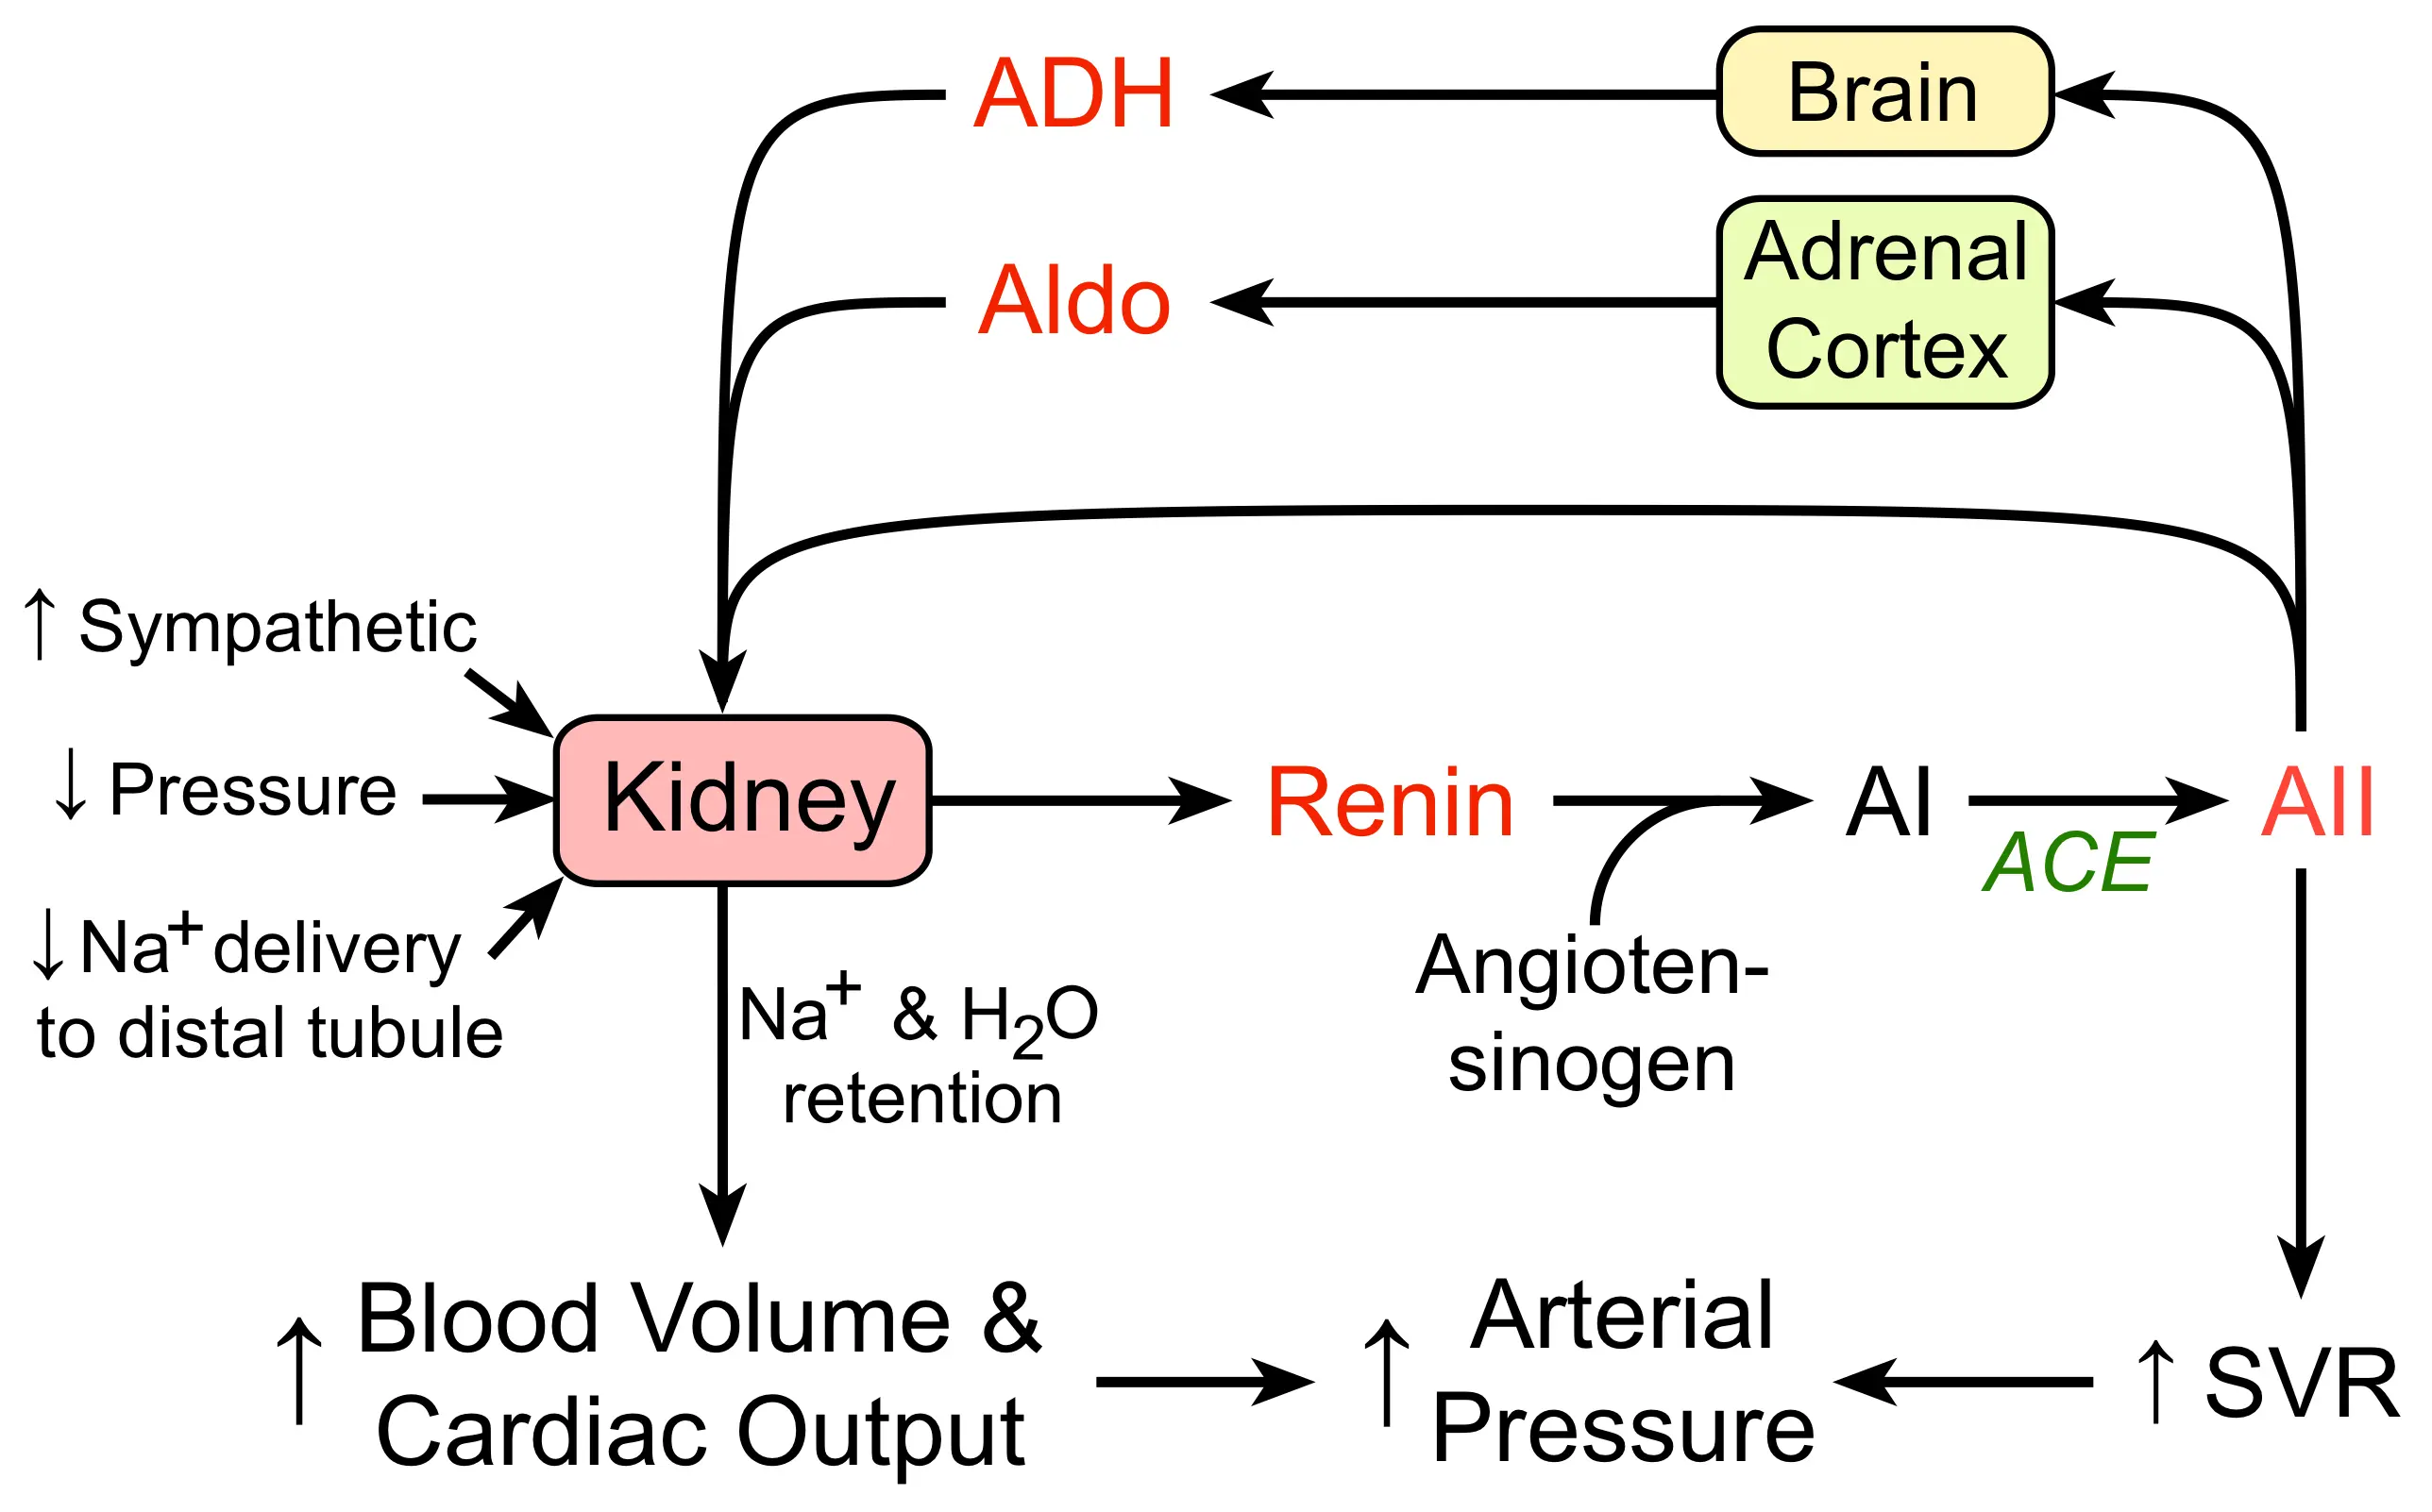 ADH
Brain
Aldo
Adrenal
Cortex
↑ Sympathetic
↓ Pressure
↓ Na+ delivery
to distal tubule
Kidney
Renin
AI
ACE
AII
Angioten-
sinogen
Na+ & H2O
retention
↑ Blood Volume &
Cardiac Output
↑ Arterial
Pressure
↑ SVR